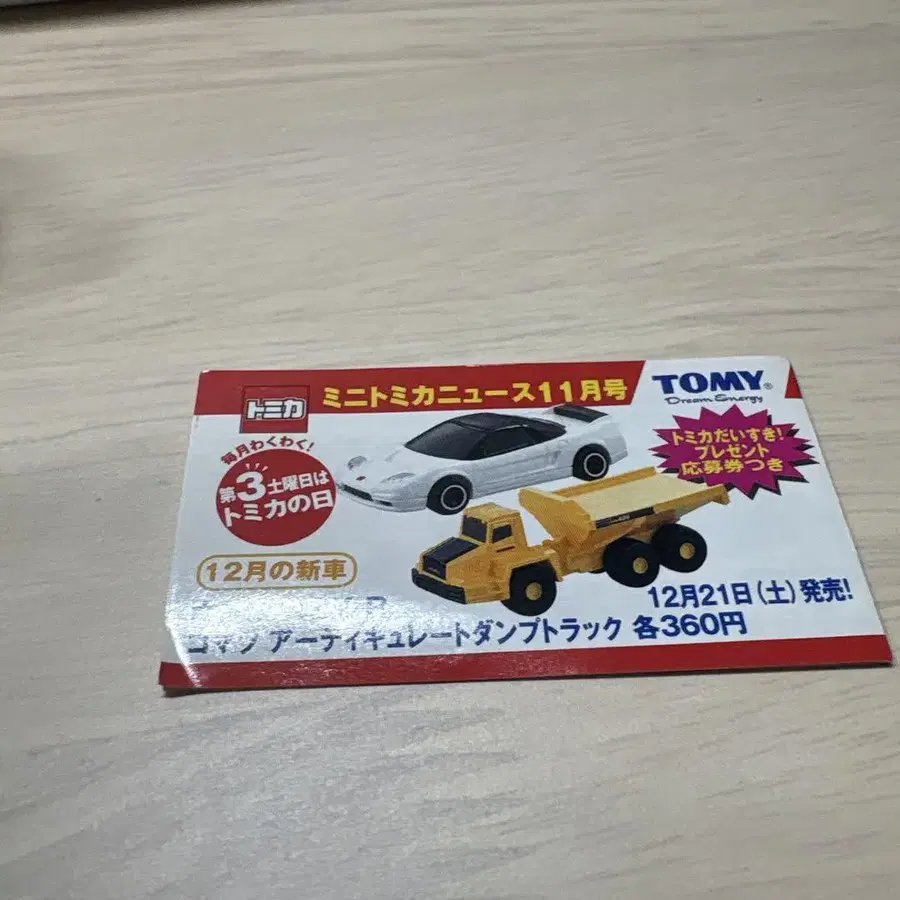 トミカ
ミニトミカニュース11月号
TOMY®
Dream Energy
毎月わくわく!
第3土曜日は
トミカの日
トミカだいすき!
プレゼント
応募券つき
12月の新車
12月21日(土)発売!
コマツ アーティキュレートダンプトラック 各360円